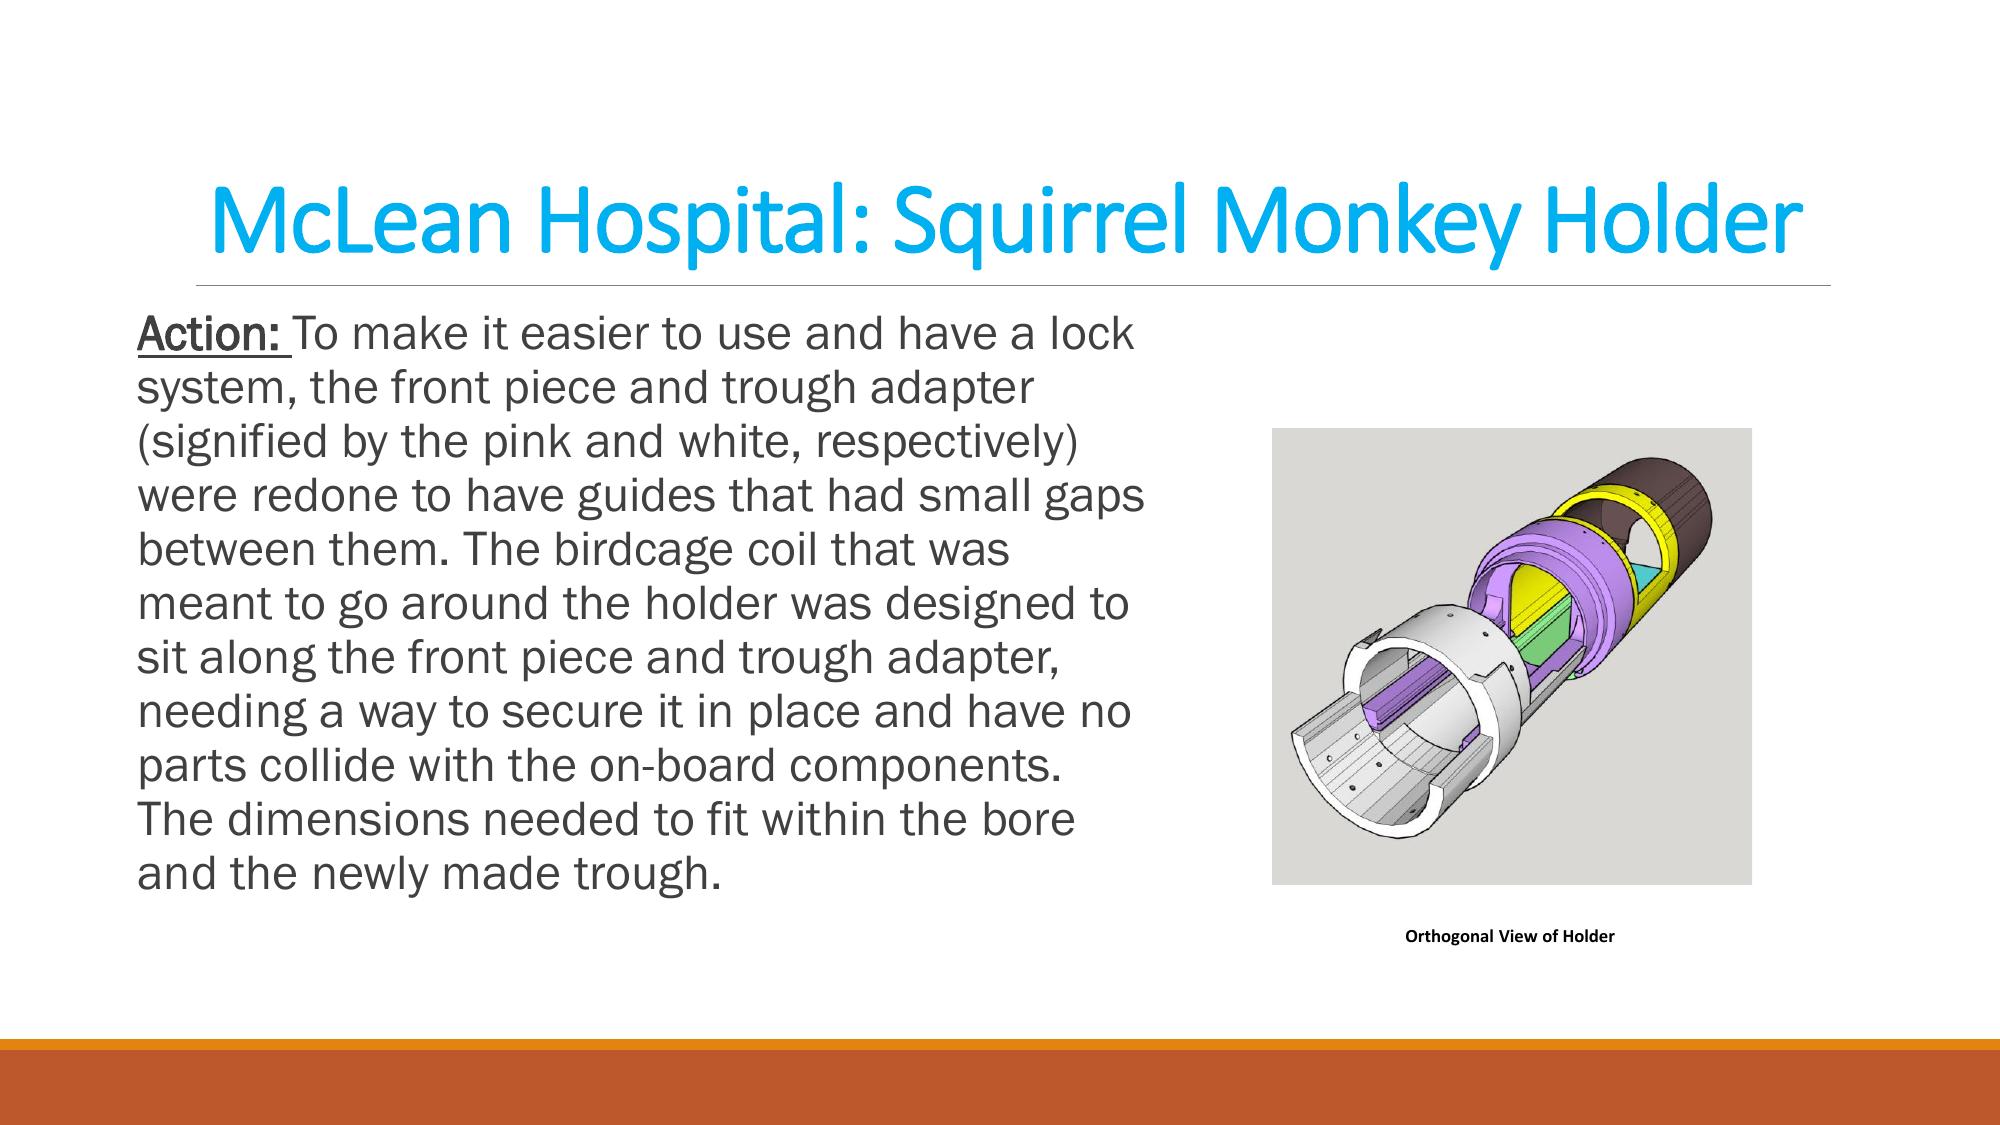 McLean Hospital: Squirrel Monkey Holder
Action: To make it easier to use and have a lock
system, the front piece and trough adapter
(signified by the pink and white, respectively)
were redone to have guides that had small gaps
between them. The birdcage coil that was
meant to go around the holder was designed to
sit along the front piece and trough adapter,
needing a way to secure it in place and have no
parts collide with the on-board components.
The dimensions needed to fit within the bore
and the newly made trough.
Orthogonal View of Holder